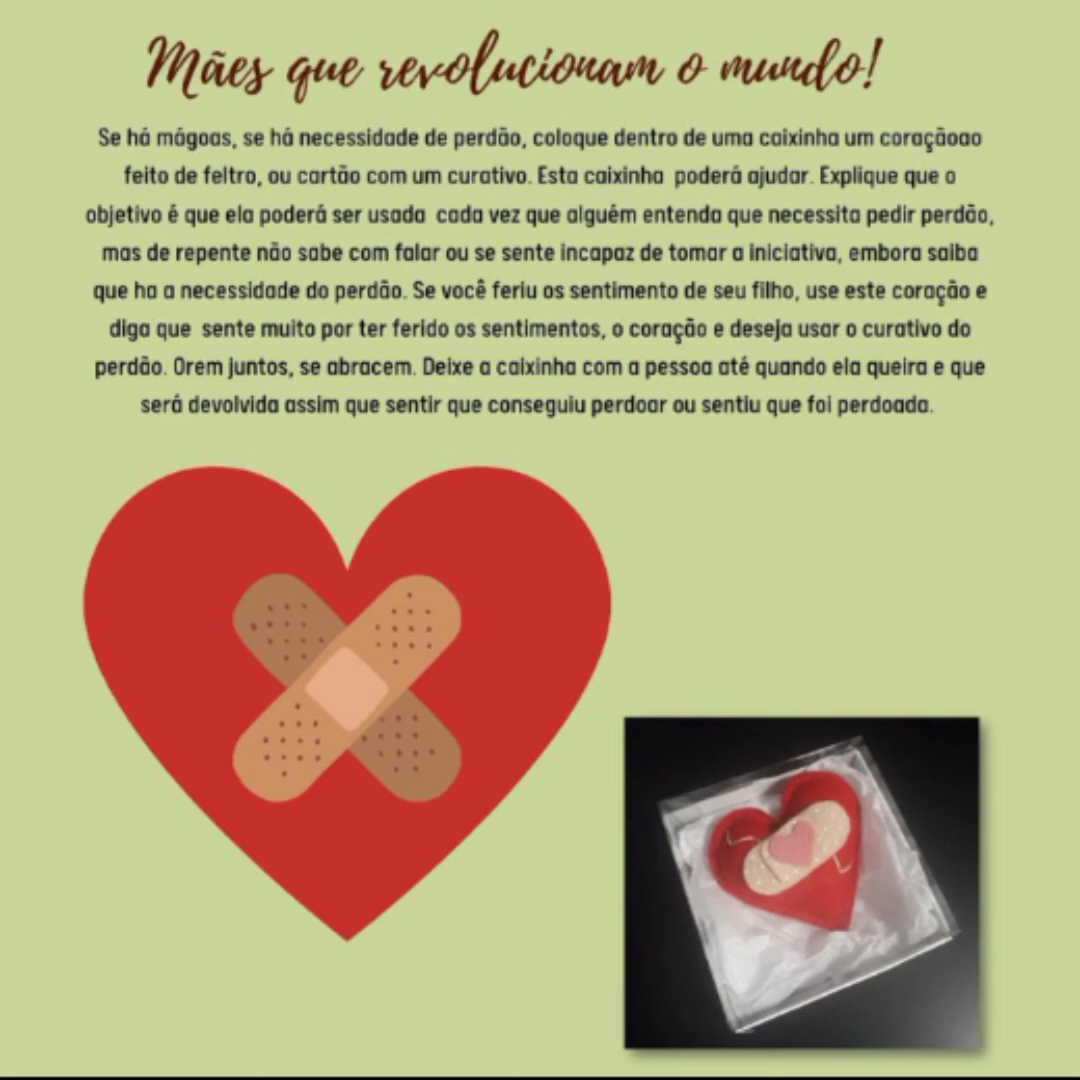 Mães que revolucionam o mundo!
Se há mágoas, se há necessidade de perdão, coloque dentro de uma caixinha um coraçãoao
feito de feltro, ou cartão com um curativo. Esta caixinha poderá ajudar. Explique que o
objetivo é que ela poderá ser usada cada vez que alguém entenda que necessita pedir perdão,
mas de repente não sabe com falar ou se sente incapaz de tomar a iniciativa, embora saiba
que ha a necessidade do perdão. Se você feriu os sentimento de seu filho, use este coração e
diga que sente muito por ter ferido os sentimentos, o coração e deseja usar o curativo do
perdão. Orem juntos, se abracem. Deixe a caixinha com a pessoa até quando ela queira e que
será devolvida assim que sentir que conseguiu perdoar ou sentiu que foi perdoada.